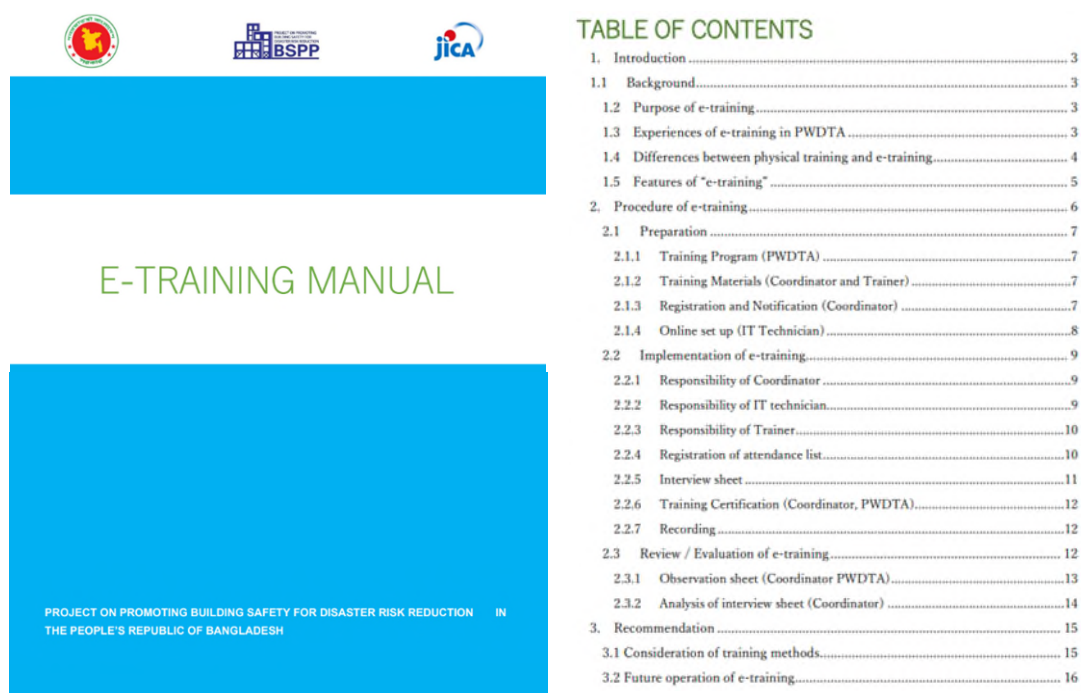 PROJECT ON PROMOTING
BUILDING SAFETY FOR
DISASTER RISK REDUCTION
BSPP
jICA
E-TRAINING MANUAL
PROJECT ON PROMOTING BUILDING SAFETY FOR DISASTER RISK REDUCTION IN
THE PEOPLE'S REPUBLIC OF BANGLADESH
TABLE OF CONTENTS
1. Introduction ........ 3
1.1 Background ........ 3
1.2 Purpose of e-training ........ 3
1.3 Experiences of e-training in PWDTA ........ 3
1.4 Differences between physical training and e-training ........ 4
1.5 Features of "e-training" ........ 5
2. Procedure of e-training ........ 6
2.1 Preparation ........ 7
2.1.1 Training Program (PWDTA) ........ 7
2.1.2 Training Materials (Coordinator and Trainer) ........ 7
2.1.3 Registration and Notification (Coordinator) ........ 7
2.1.4 Online set up (IT Technician) ........ 8
2.2 Implementation of e-training ........ 9
2.2.1 Responsibility of Coordinator ........ 9
2.2.2 Responsibility of IT technician ........ 9
2.2.3 Responsibility of Trainer ........ 10
2.2.4 Registration of attendance list ........ 10
2.2.5 Interview sheet ........ 11
2.2.6 Training Certification (Coordinator, PWDTA) ........ 12
2.2.7 Recording ........ 12
2.3 Review / Evaluation of e-training ........ 12
2.3.1 Observation sheet (Coordinator PWDTA) ........ 13
2.3.2 Analysis of interview sheet (Coordinator) ........ 14
3. Recommendation ........ 15
3.1 Consideration of training methods ........ 15
3.2 Future operation of e-training ........ 16